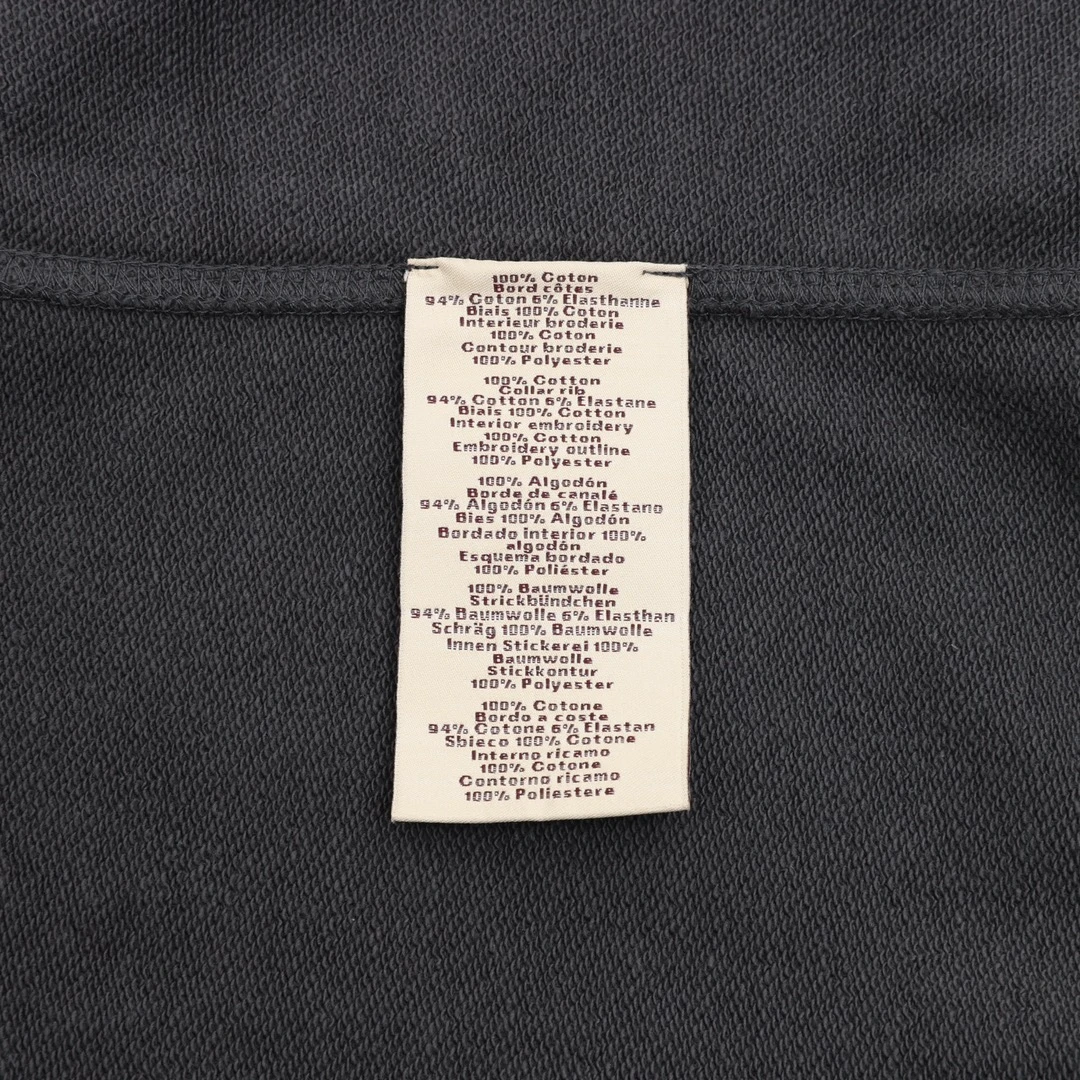 100% Coton
Bord côtes
94% Coton 6% Elasthanne
Biais 100% Coton
Interieur broderie
100% Coton
Contour broderie
100% Polyester
100% Cotton
Collar rib
94% Cotton 6% Elastane
Biais 100% Cotton
Interior embroidery
100% Cotton
Embroidery outline
100% Polyester
100% Algodón
Borde de canalé
94% Algodón 6% Elastano
Bies 100% Algodón
Bordado interior 100%
algodón
Esquema bordado
100% Poliéster
100% Baumwolle
Strickbündchen
94% Baumwolle 6% Elasthan
Schräg 100% Baumwolle
Innen Stickerei 100%
Baumwolle
Stickkontur
100% Polyester
100% Cotone
Bordo a coste
94% Cotone 6% Elastan
Sbieco 100% Cotone
Interno ricamo
100% Cotone
Contorno ricamo
100% Poliestere